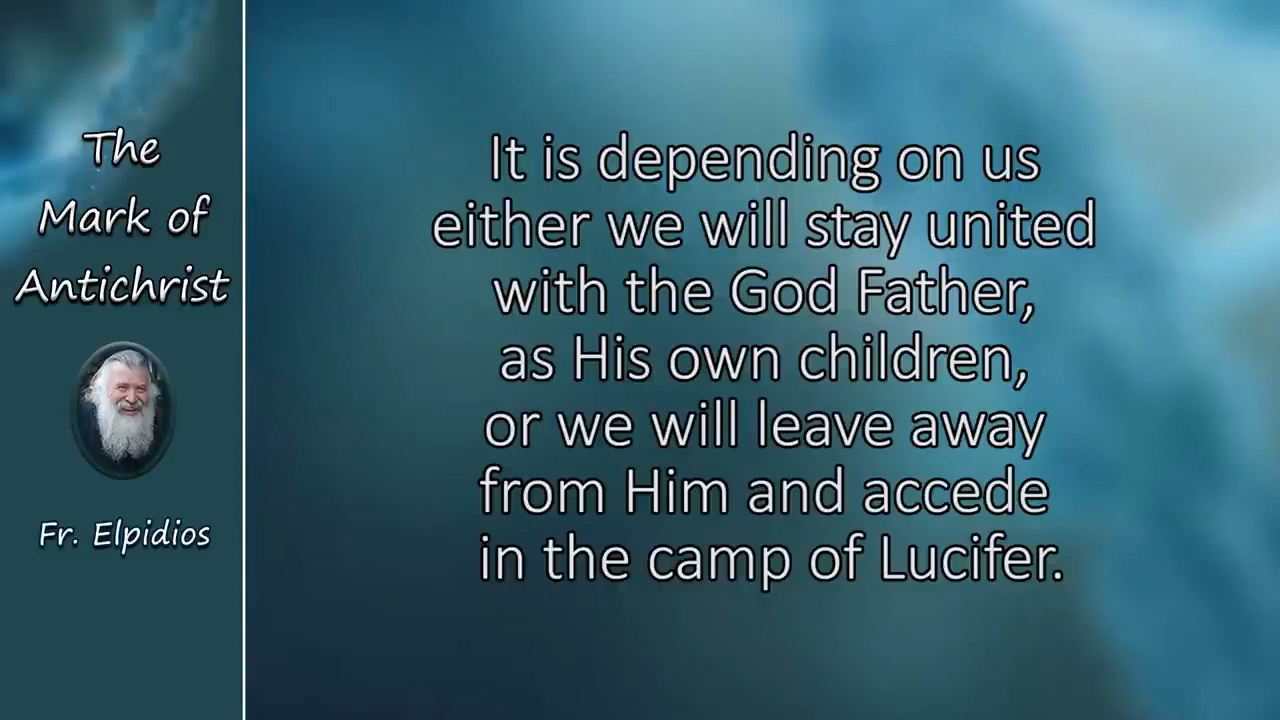 The
Mark of
Antichrist
Fr. Elpidios
It is depending on us
either we will stay united
with the God Father,
as His own children,
or we will leave away
from Him and accede
in the camp of Lucifer.